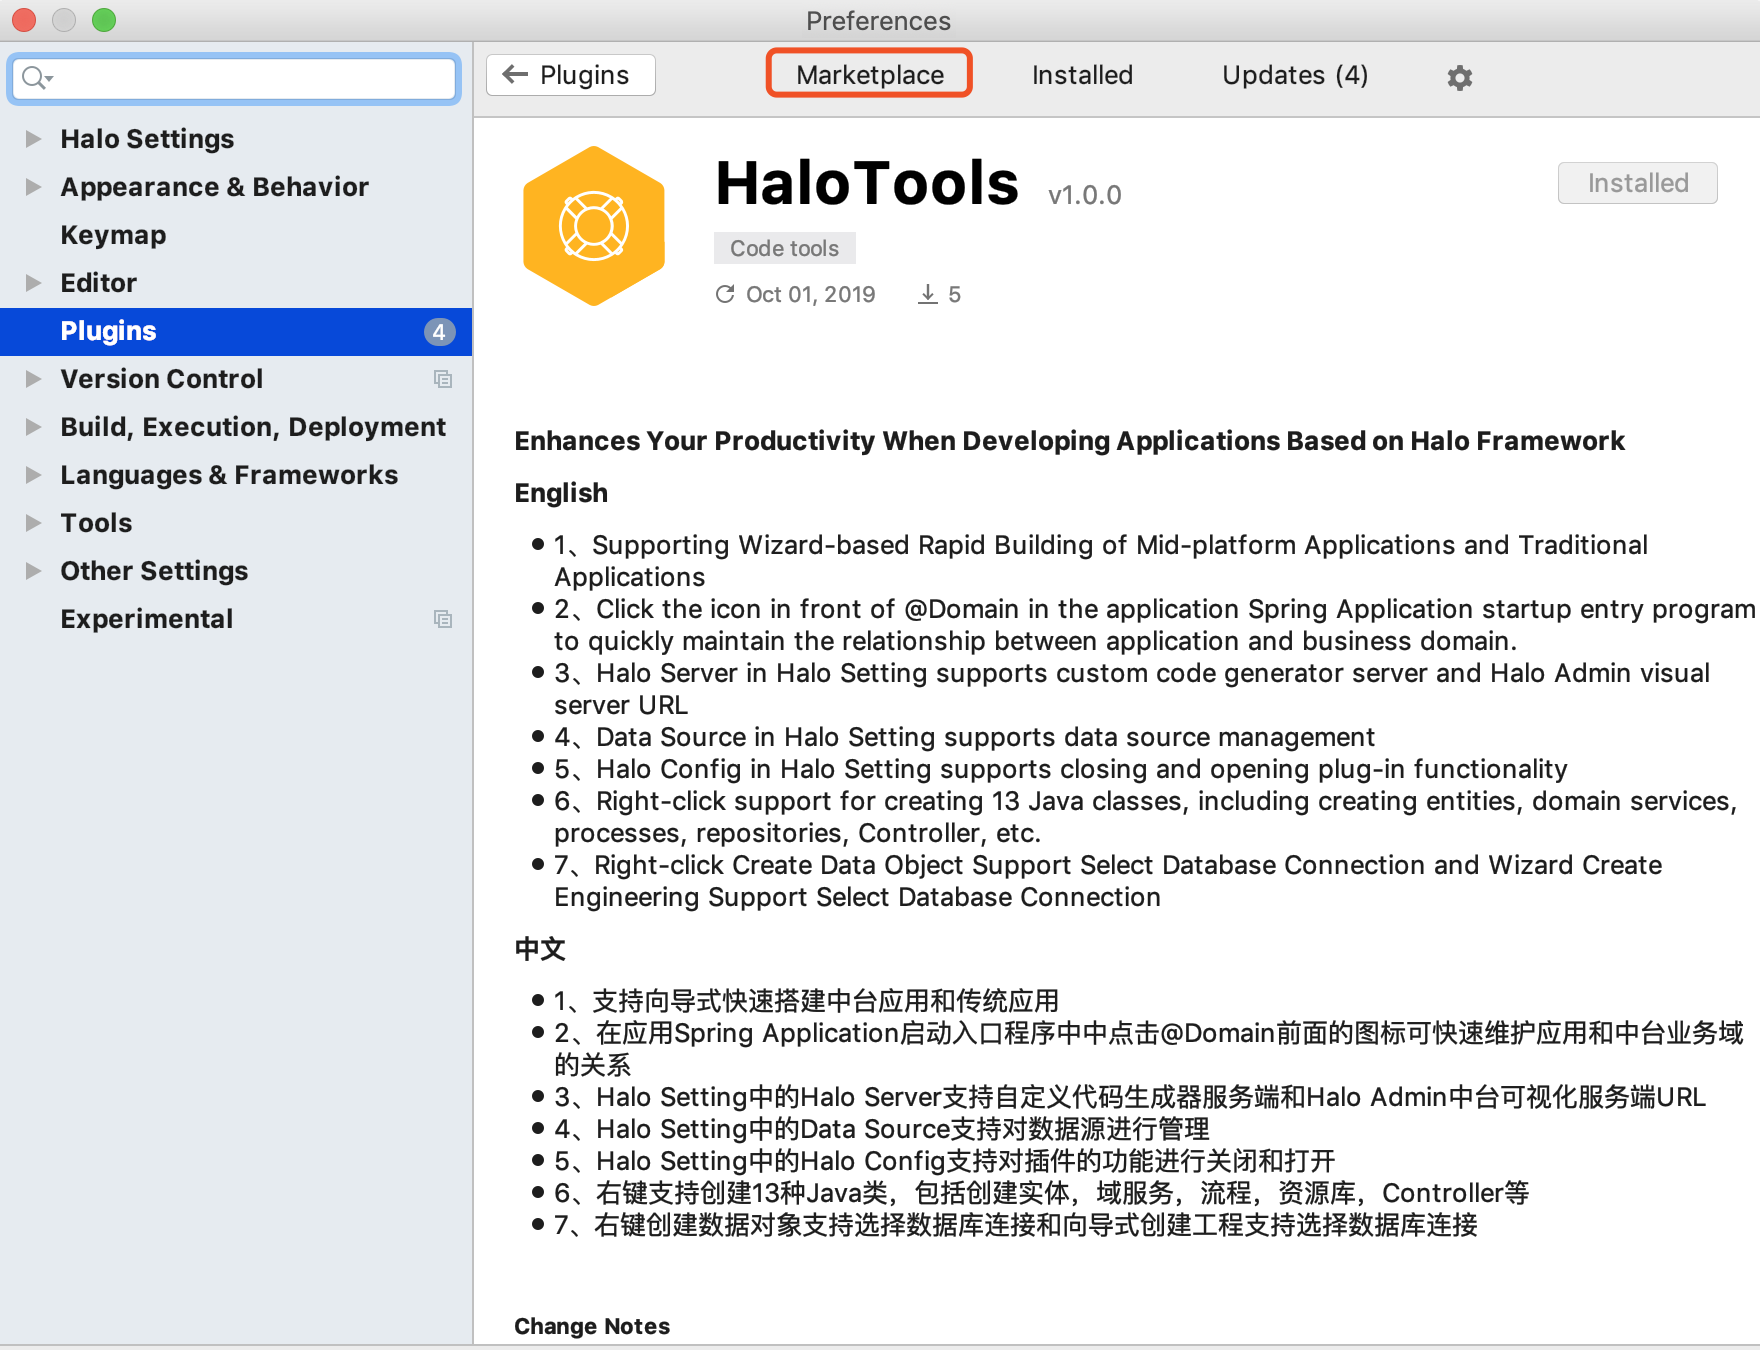 Preferences
Plugins
Marketplace
Installed
Updates (4)
Halo Settings
Appearance & Behavior
Keymap
Editor
Plugins
4
Version Control
Build, Execution, Deployment
Languages & Frameworks
Tools
Other Settings
Experimental
HaloTools v1.0.0
Installed
Code tools
Oct 01, 2019 5
Enhances Your Productivity When Developing Applications Based on Halo Framework
English
1、Supporting Wizard-based Rapid Building of Mid-platform Applications and Traditional
Applications
2、Click the icon in front of @Domain in the application Spring Application startup entry program
to quickly maintain the relationship between application and business domain.
3、Halo Server in Halo Setting supports custom code generator server and Halo Admin visual
server URL
4、Data Source in Halo Setting supports data source management
5、Halo Config in Halo Setting supports closing and opening plug-in functionality
6、Right-click support for creating 13 Java classes, including creating entities, domain services,
processes, repositories, Controller, etc.
7、Right-click Create Data Object Support Select Database Connection and Wizard Create
Engineering Support Select Database Connection
中文
1、支持向导式快速搭建中台应用和传统应用
2、在应用Spring Application启动入口程序中中点击@Domain前面的图标可快速维护应用和中台业务域
的关系
3、Halo Setting中的Halo Server支持自定义代码生成器服务端和Halo Admin中台可视化服务端URL
4、Halo Setting中的Data Source支持对数据源进行管理
5、Halo Setting中的Halo Config支持对插件的功能进行关闭和打开
6、右键支持创建13种Java类，包括创建实体，域服务，流程，资源库，Controller等
7、右键创建数据对象支持选择数据库连接和向导式创建工程支持选择数据库连接
Change Notes